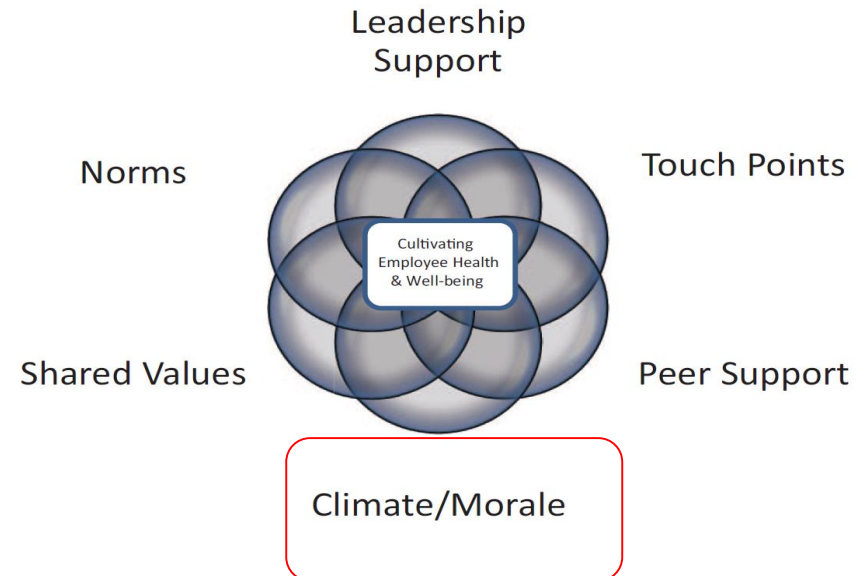 Leadership
Support
Norms
Touch Points
Cultivating
Employee Health
& Well-being
Shared Values
Peer Support
Climate/Morale